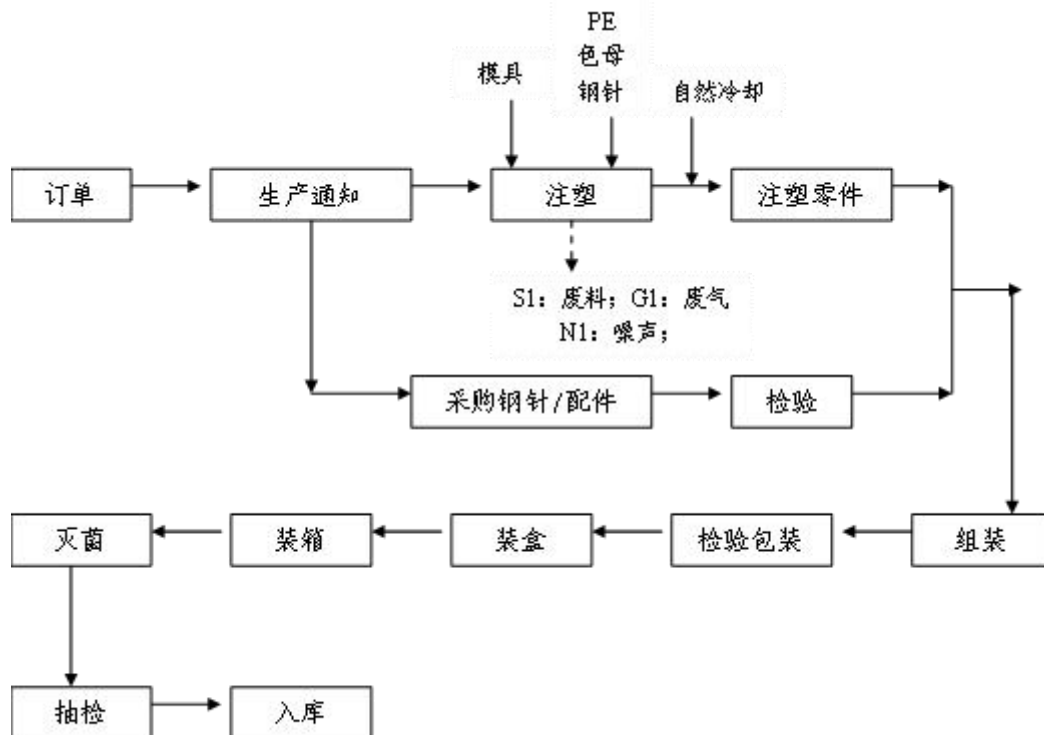 PE
色母
钢针
模具
自然冷却
订单
生产通知
注塑
注塑零件
S1：废料；G1：废气
N1：噪声；
采购钢针/配件
检验
灭菌
装箱
装盒
检验包装
组装
抽检
入库